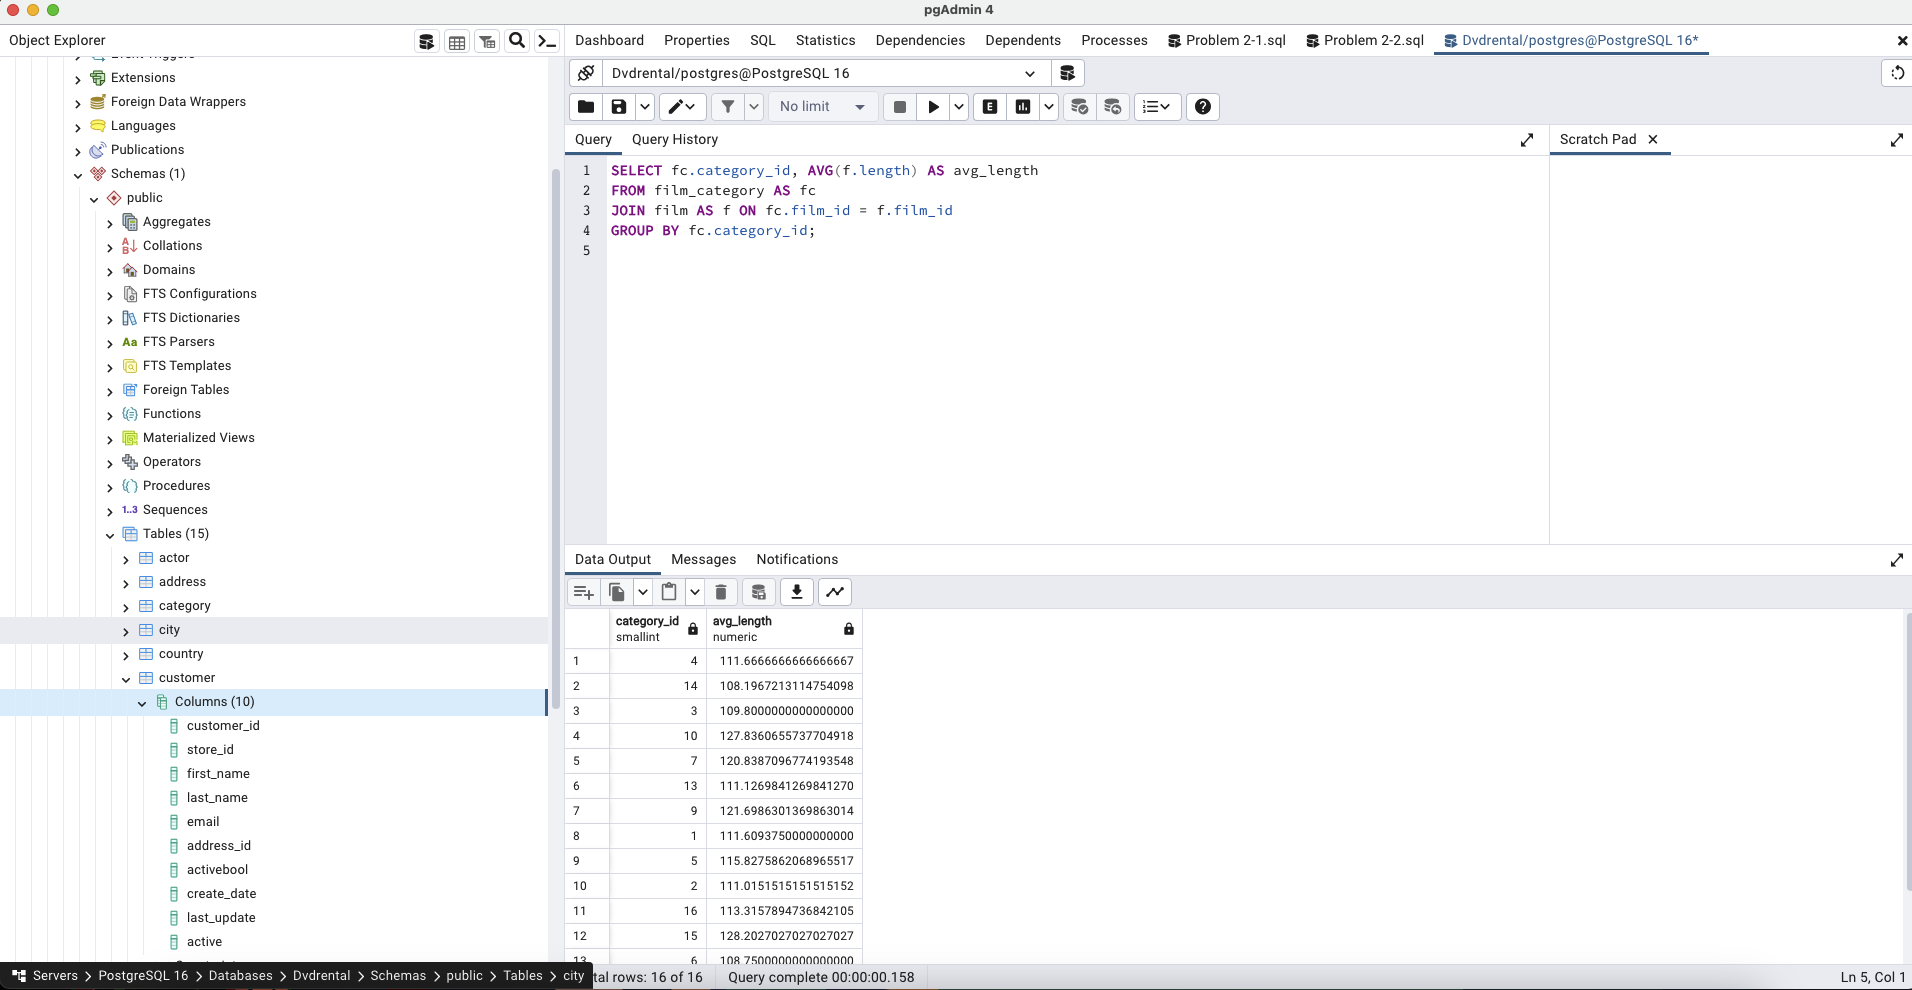 pgAdmin 4
Object Explorer
Extensions
Foreign Data Wrappers
Languages
Publications
Schemas (1)
public
Aggregates
Collations
Domains
FTS Configurations
FTS Dictionaries
Aa FTS Parsers
FTS Templates
Foreign Tables
Functions
Materialized Views
Operators
Procedures
1..3 Sequences
Tables (15)
actor
address
category
city
country
customer
Columns (10)
customer_id
store_id
first_name
last_name
email
address_id
activebool
create_date
last_update
active
Servers > PostgreSQL 16 > Databases > Dvdrental > Schemas > public > Tables > city
Dashboard Properties SQL Statistics Dependencies Dependents Processes Problem 2-1.sql Problem 2-2.sql Dvdrental/postgres@PostgreSQL 16*
Dvdrental/postgres@PostgreSQL 16
No limit
Query Query History
Scratch Pad
1 SELECT fc.category_id, AVG(f.length) AS avg_length
2 FROM film_category AS fc
3 JOIN film AS f ON fc.film_id = f.film_id
4 GROUP BY fc.category_id;
5
Data Output Messages Notifications
category_id avg_length
smallint numeric
1 4 111.6666666666666667
2 14 108.1967213114754098
3 3 109.8000000000000000
4 10 127.8360655737704918
5 7 120.8387096774193548
6 13 111.1269841269841270
7 9 121.6986301369863014
8 1 111.6093750000000000
9 5 115.8275862068965517
10 2 111.0151515151515152
11 16 113.3157894736842105
12 15 128.2027027027027027
13 6 108.7500000000000000
tal rows: 16 of 16 Query complete 00:00:00.158 Ln 5, Col 1